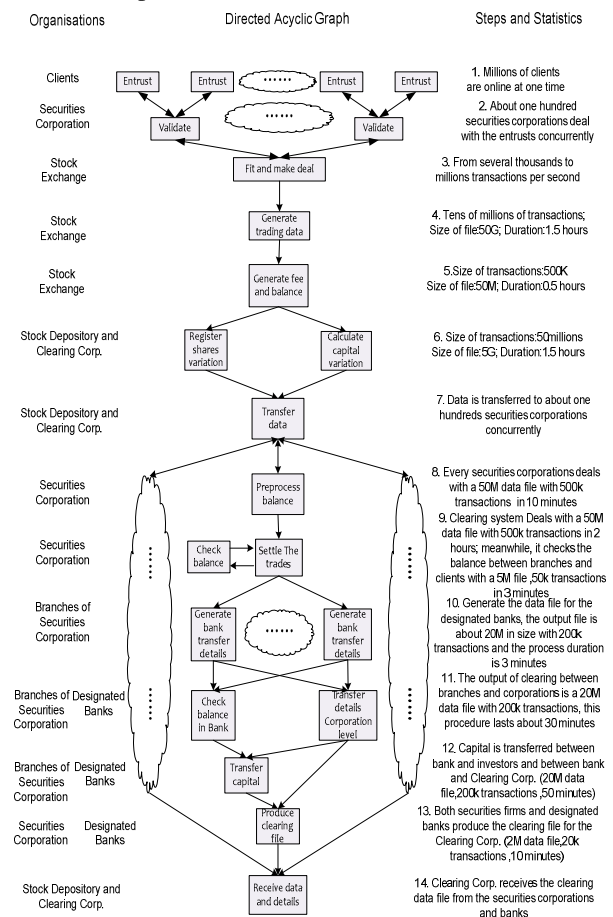 Organisations
Directed Acyclic Graph
Steps and Statistics
Clients
Entrust
Entrust
......
Entrust
Entrust
1. Millions of clients
are online at one time
Securities
Corporation
Validate
......
Validate
2. About one hundred
securities corporations deal
with the entrusts concurrently
Stock
Exchange
Fit and make deal
3. From several thousands to
millions transactions per second
Stock
Exchange
Generate
trading data
4. Tens of millions of transactions;
Size of file:50G; Duration:1.5 hours
Stock
Exchange
Generate fee
and balance
5.Size of transactions:500K
Size of file:50M; Duration:0.5 hours
Stock Depository and
Clearing Corp.
Register
shares
variation
Calculate
capital
variation
6. Size of transactions:50millions
Size of file:5G; Duration:1.5 hours
Stock Depository and
Clearing Corp.
Transfer
data
7. Data is transferred to about one
hundreds securities corporations
concurrently
Securities
Corporation
Preprocess
balance
8. Every securities corporations deals
with a 50M data file with 500k
transactions in 10 minutes
Securities
Corporation
Check
balance
Settle The
trades
9. Clearing system Deals with a 50M
data file with 500k transactions in 2
hours; meanwhile, it checks the
balance between branches and
clients with a 5M file ,50k transactions
in 3 minutes
Branches of
Securities
Corporation
Generate
bank
transfer
details
......
Generate
bank
transfer
details
10. Generate the data file for the
designated banks, the output file is
about 20M in size with 200k
transactions and the process duration
is 3 minutes
Branches of
Securities
Corporation
Designated
Banks
Check
balance
in Bank
Transfer
details
Corporation
level
11. The output of clearing between
branches and corporations is a 20M
data file with 200k transactions, this
procedure lasts about 30 minutes
Branches of
Securities
Corporation
Designated
Banks
Transfer
capital
12. Capital is transferred between
bank and investors and between bank
and Clearing Corp. (20M data
file,200k transactions ,50 minutes)
Securities
Corporation
Designated
Banks
Produce
clearing
file
13. Both securities firms and designated
banks produce the clearing file for the
Clearing Corp. (2M data file,20k
transactions ,10 minutes)
Stock Depository and
Clearing Corp.
Receive data
and details
14. Clearing Corp. receives the clearing
data file from the securities corporations
and banks